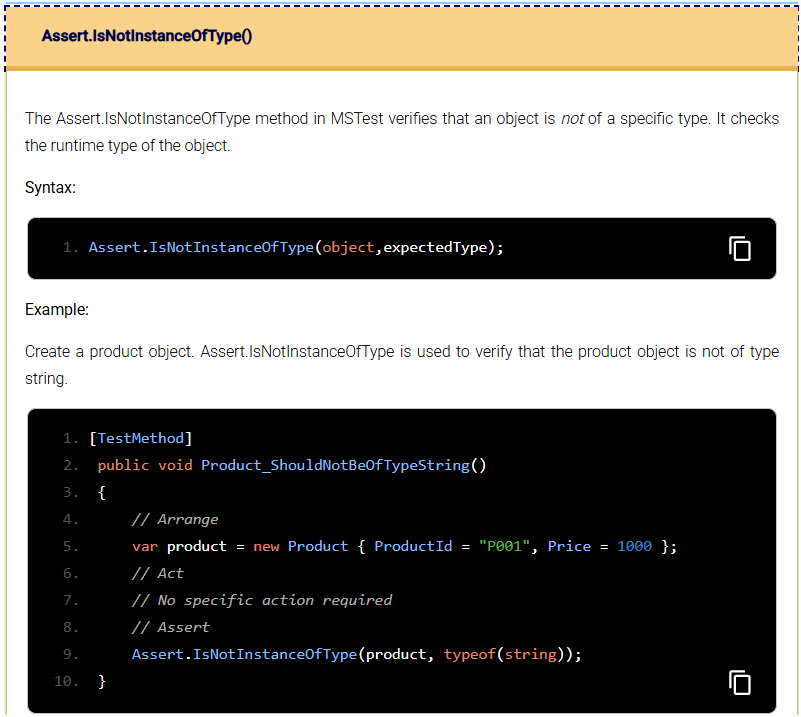 Assert.IsNotInstanceOfType()
The Assert.IsNotInstanceOfType method in MSTest verifies that an object is not of a specific type. It checks
the runtime type of the object.
Syntax:
1. Assert.IsNotInstanceOfType(object,expectedType);
Example:
Create a product object. Assert.IsNotInstanceOfType is used to verify that the product object is not of type
string.
1. [TestMethod]
2. public void Product_ShouldNotBeOfTypeString()
3. {
4. // Arrange
5. var product = new Product { ProductId = "P001", Price = 1000 };
6. // Act
7. // No specific action required
8. // Assert
9. Assert.IsNotInstanceOfType(product, typeof(string));
10. }